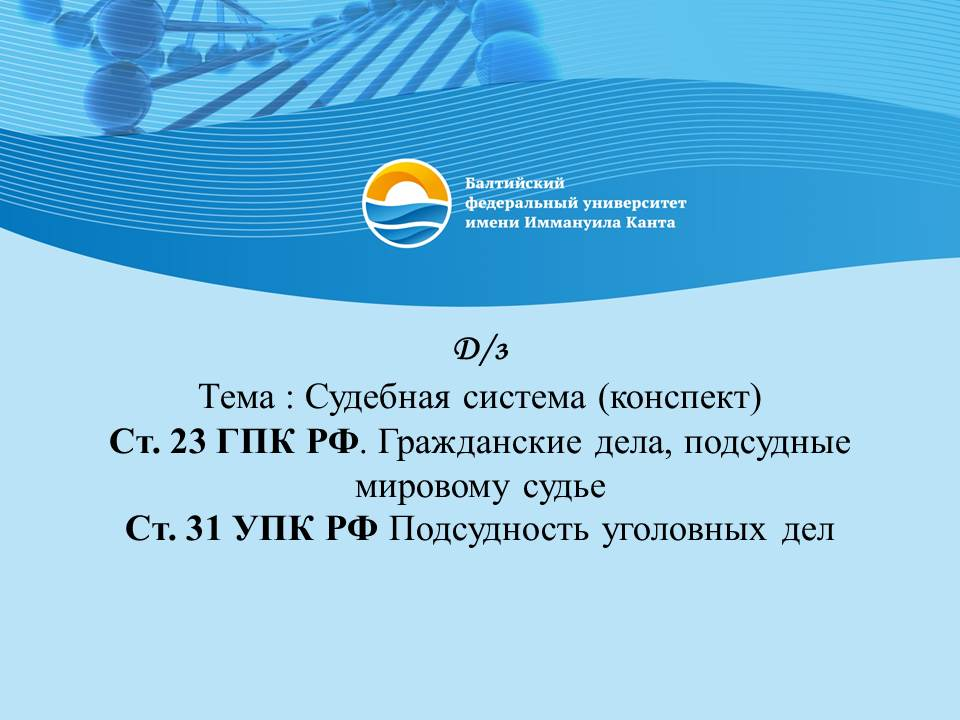 Балтийский
федеральный университет
имени Иммануила Канта
Д/з
Тема : Судебная система (конспект)
Ст. 23 ГПК РФ. Гражданские дела, подсудные
мировому судье
Ст. 31 УПК РФ Подсудность уголовных дел